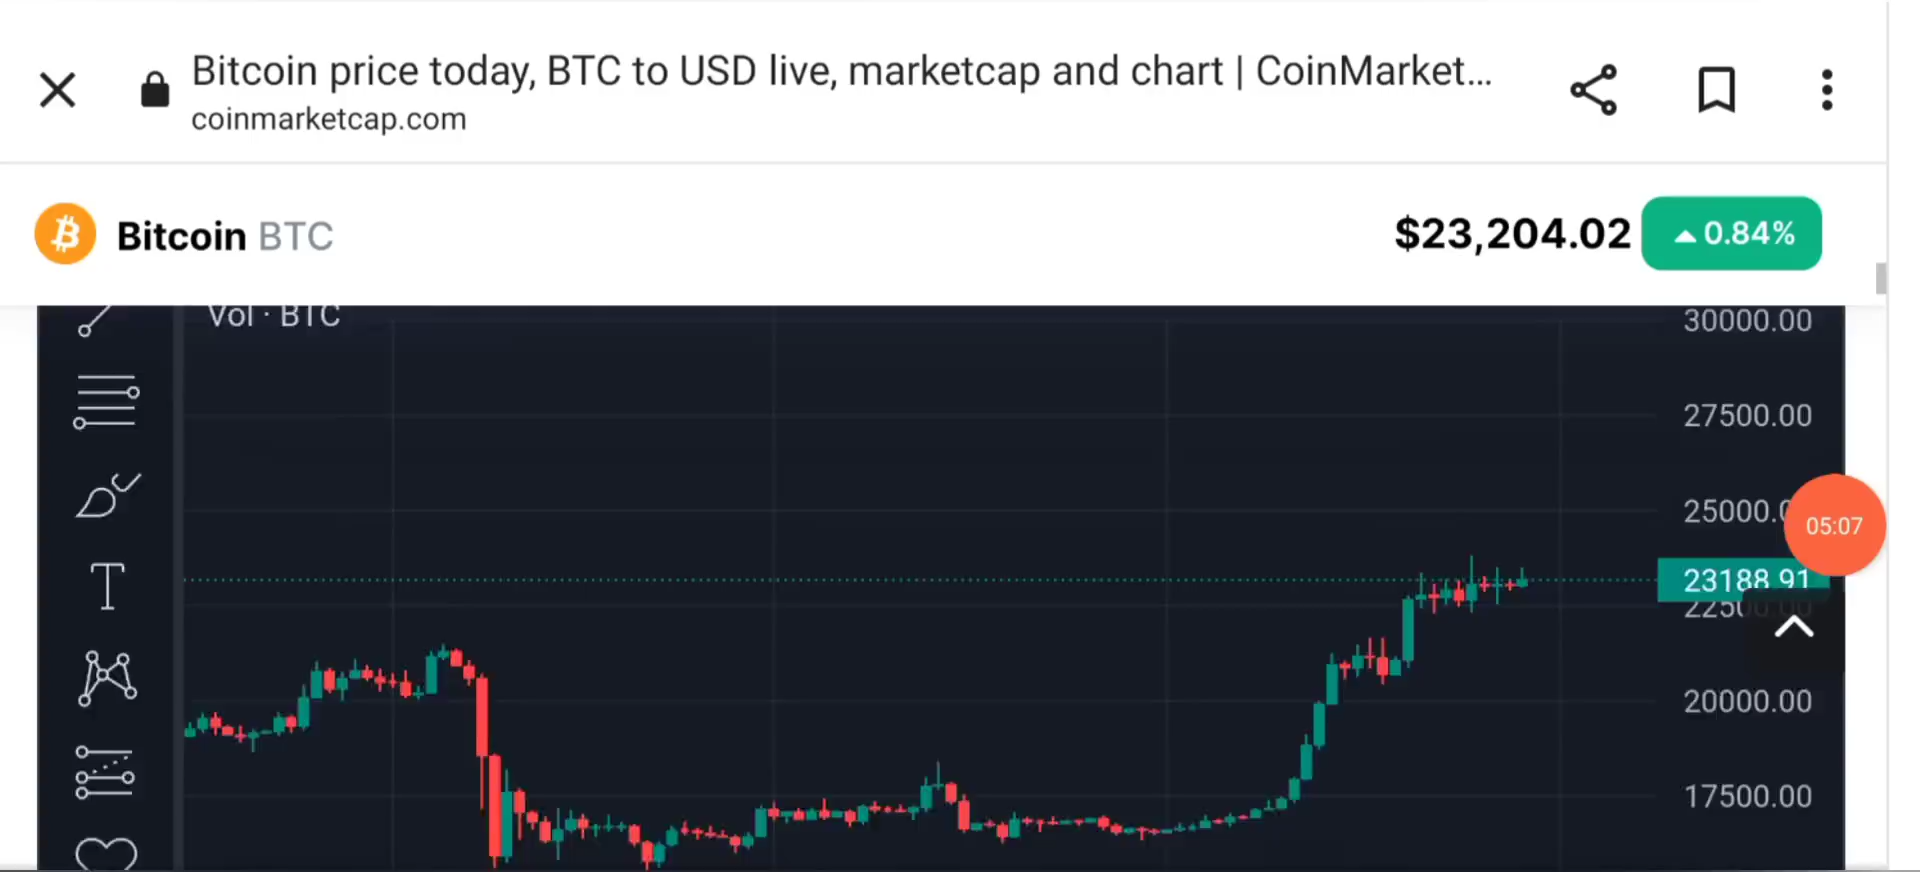 Bitcoin price today, BTC to USD live, marketcap and chart | CoinMarket...
coinmarketcap.com
Bitcoin BTC
$23,204.02
0.84%
Vol · BTC
30000.00
27500.00
25000.
05:07
23188.91
20000.00
17500.00